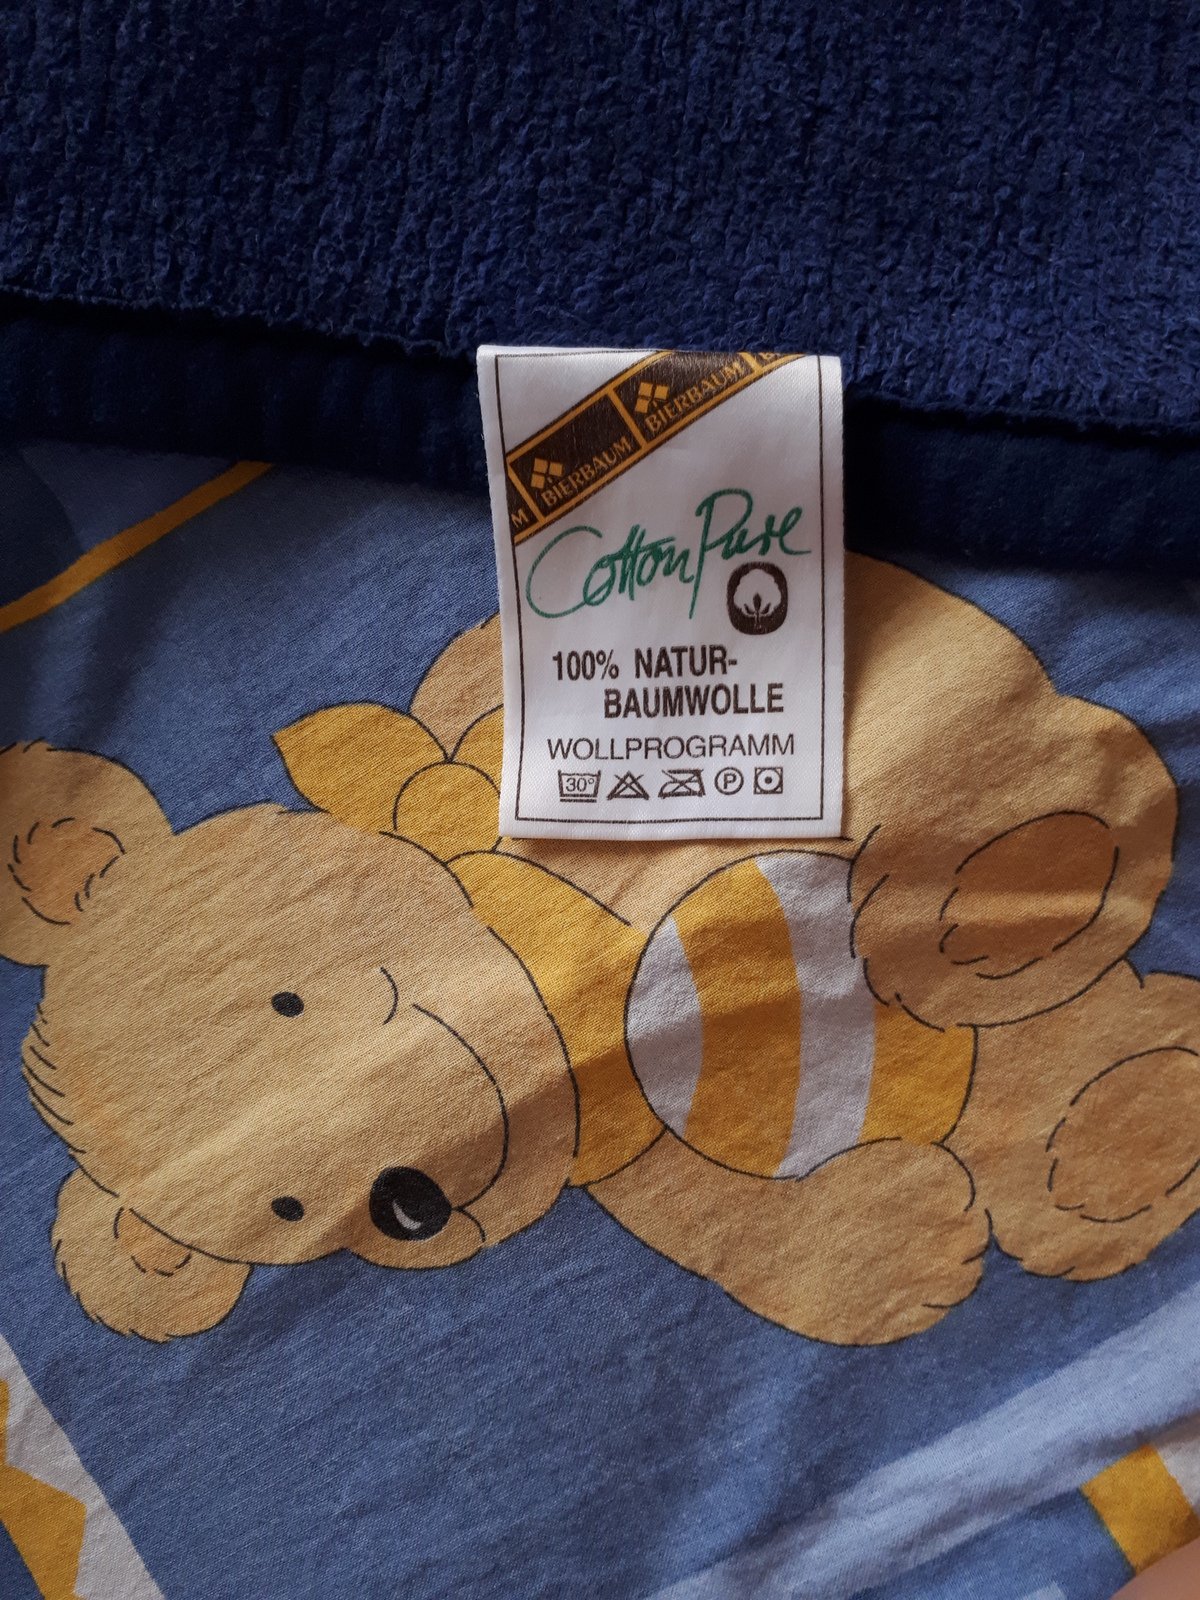 M BIERBAUM BIERBAUM B
Cotton Pure
100% NATUR-
BAUMWOLLE
WOLLPROGRAMM
30° P